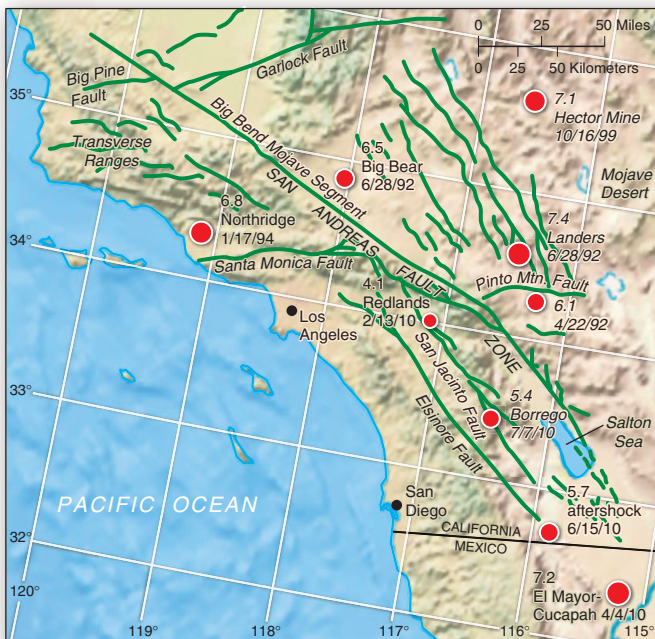 0 25 50 Miles
0 25 50 Kilometers
Garlock Fault
Big Pine
Fault
35°
7.1
Hector Mine
10/16/99
Big Bend Mojave Segment
Transverse
Ranges
6.5
Big Bear
6/28/92
Mojave
Desert
SAN ANDREAS FAULT ZONE
6.8
Northridge
1/17/94
7.4
Landers
6/28/92
34°
Santa Monica Fault
Pinto Mtn. Fault
4.1
Redlands
2/13/10
6.1
4/22/92
Los
Angeles
San Jacinto Fault
Elsinore Fault
33°
5.4
Borrego
7/7/10
Salton
Sea
PACIFIC OCEAN
San
Diego
5.7
aftershock
6/15/10
CALIFORNIA
MEXICO
32°
7.2
El Mayor-
Cucapah 4/4/10
120°
119°
118°
117°
116°
115°